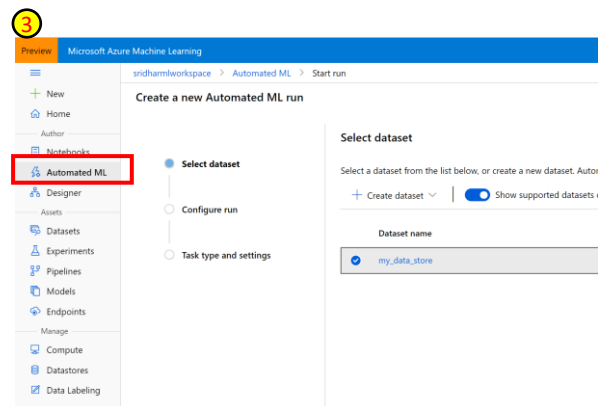 3
Preview Microsoft Azure Machine Learning
sridharmlworkspace > Automated ML > Start run
Create a new Automated ML run
New
Home
Author
Notebooks
Automated ML
Designer
Assets
Datasets
Experiments
Pipelines
Models
Endpoints
Manage
Compute
Datastores
Data Labeling
Select dataset
Configure run
Task type and settings
Select dataset
Select a dataset from the list below, or create a new dataset. Autor
Create dataset Show supported datasets
Dataset name
my_data_store